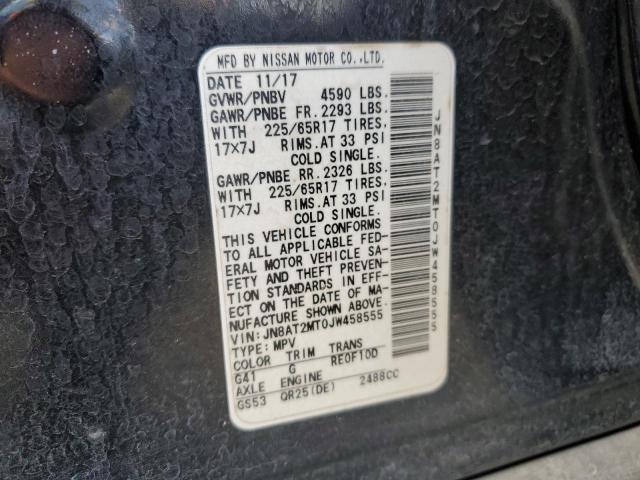 MFD BY NISSAN MOTOR CO.,LTD.
DATE 11/17
GVWR/PNBV 4590 LBS.
GAWR/PNBE FR.2293 LBS.
WITH 225/65R17 TIRES,
17X7J RIMS,AT 33 PSI
COLD SINGLE.
GAWR/PNBE RR.2326 LBS.
WITH 225/65R17 TIRES,
17X7J RIMS,AT 33 PSI
COLD SINGLE.
THIS VEHICLE CONFORMS
TO ALL APPLICABLE FED-
ERAL MOTOR VEHICLE SA-
FETY AND THEFT PREVEN-
TION STANDARDS IN EFF-
ECT ON THE DATE OF MA-
NUFACTURE SHOWN ABOVE.
VIN:JN8AT2MT0JW458555
TYPE:MPV
COLOR TRIM TRANS
G41 G RE0F10D
AXLE ENGINE
GS53 QR25(DE) 2488CC
JN8AT2MT0JW458555